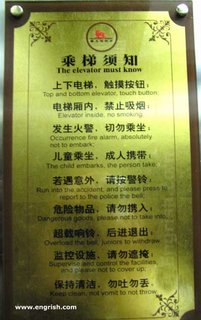 乘梯须知
The elevator must know
上下电梯，触摸按钮：
Top and bottom elevator, touch button;
电梯厢内，禁止吸烟：
Elevator inside, no smoking:
发生火警，切勿乘坐：
Occurrence fire alarm, absolutely
not to embark;
儿童乘坐，成人携带：
The child embarks, the person take;
若遇意外，请按警铃：
Run into the accident, and please press to
report to the police the bell;
危险物品，请勿携入：
Dangerous goods, please not to take into;
超载响铃，后进退出：
Overload the bell, juniors to withdraw
监控设施，请勿遮掩：
Supervise and control the facilities,
and please not to cover up;
保持清洁，勿吐勿丢
Keep clean, not vomit to not throw
www.engrish.com